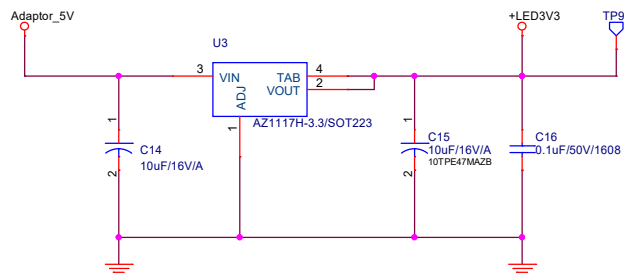 Adaptor_5V
+LED3V3
TP9
U3
3
VIN
TAB
4
VOUT
2
ADJ
1
AZ1117H-3.3/SOT223
1
C14
10uF/16V/A
2
1
C15
10uF/16V/A
10TPE47MAZB
2
C16
0.1uF/50V/1608
1
2